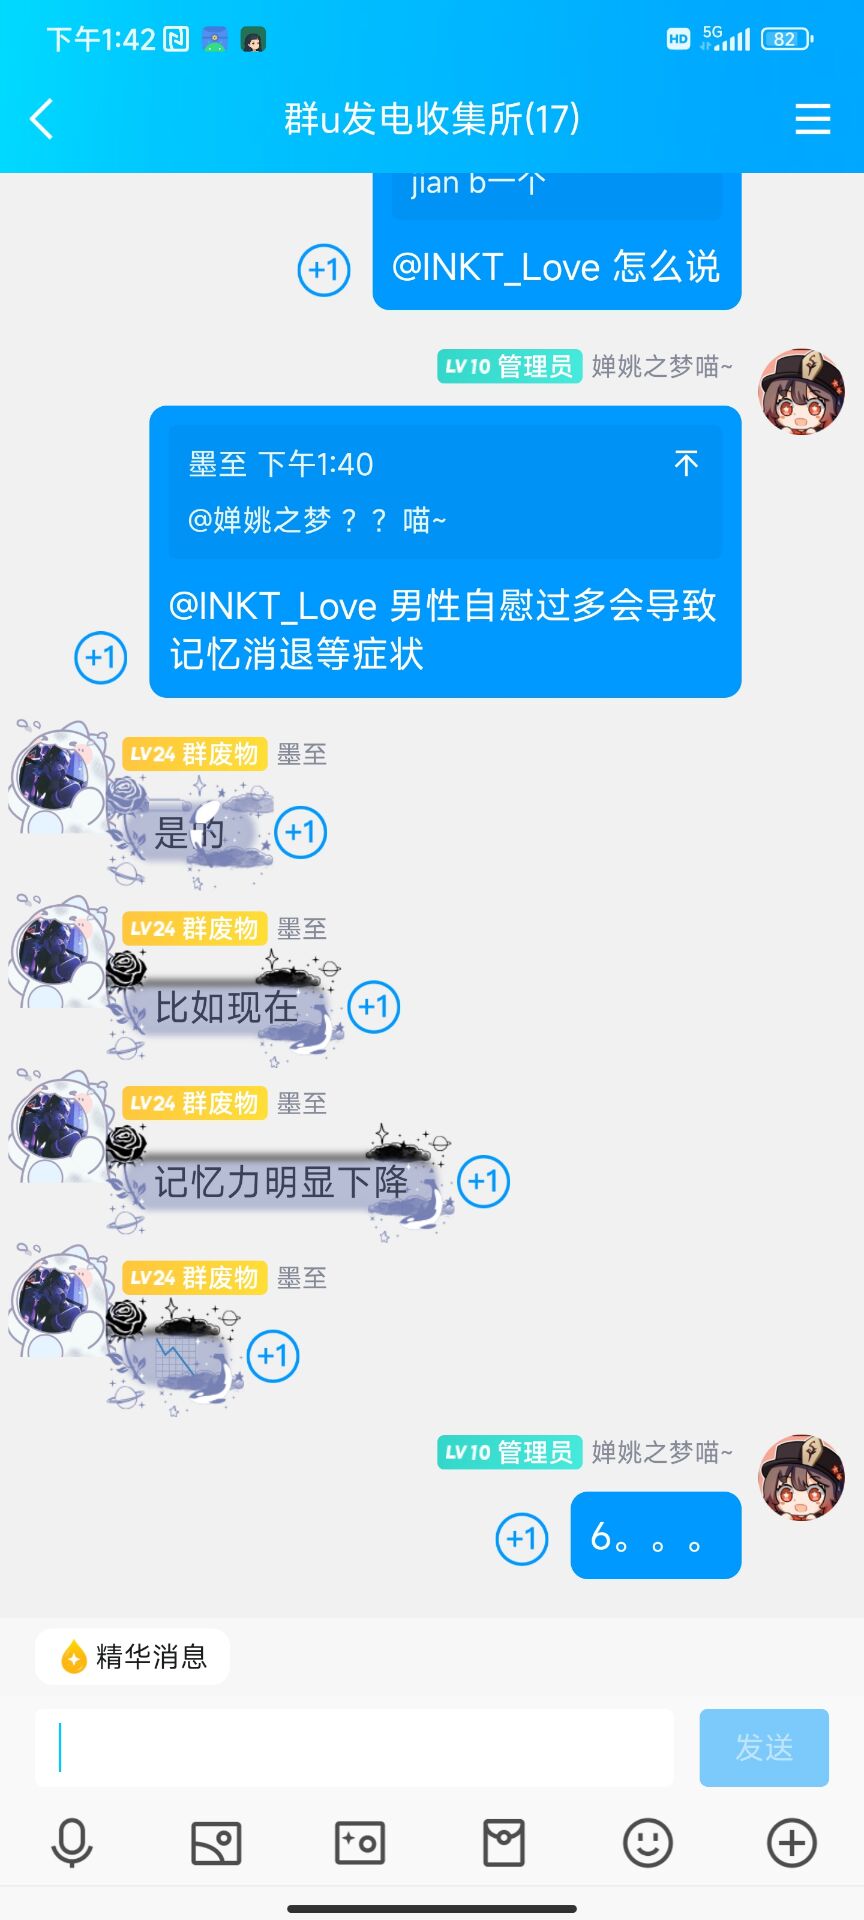 下午1:42
HD 5G 82
群u发电收集所(17)
jian b一个
@INKT_Love 怎么说
+1
LV10 管理员 婵姚之梦喵~
墨至 下午1:40
@婵姚之梦 ？？喵~
@INKT_Love 男性自慰过多会导致
记忆消退等症状
+1
LV24 群废物 墨至
是的
+1
LV24 群废物 墨至
比如现在
+1
LV24 群废物 墨至
记忆力明显下降
+1
LV24 群废物 墨至
+1
LV10 管理员 婵姚之梦喵~
6。。。
+1
精华消息
发送